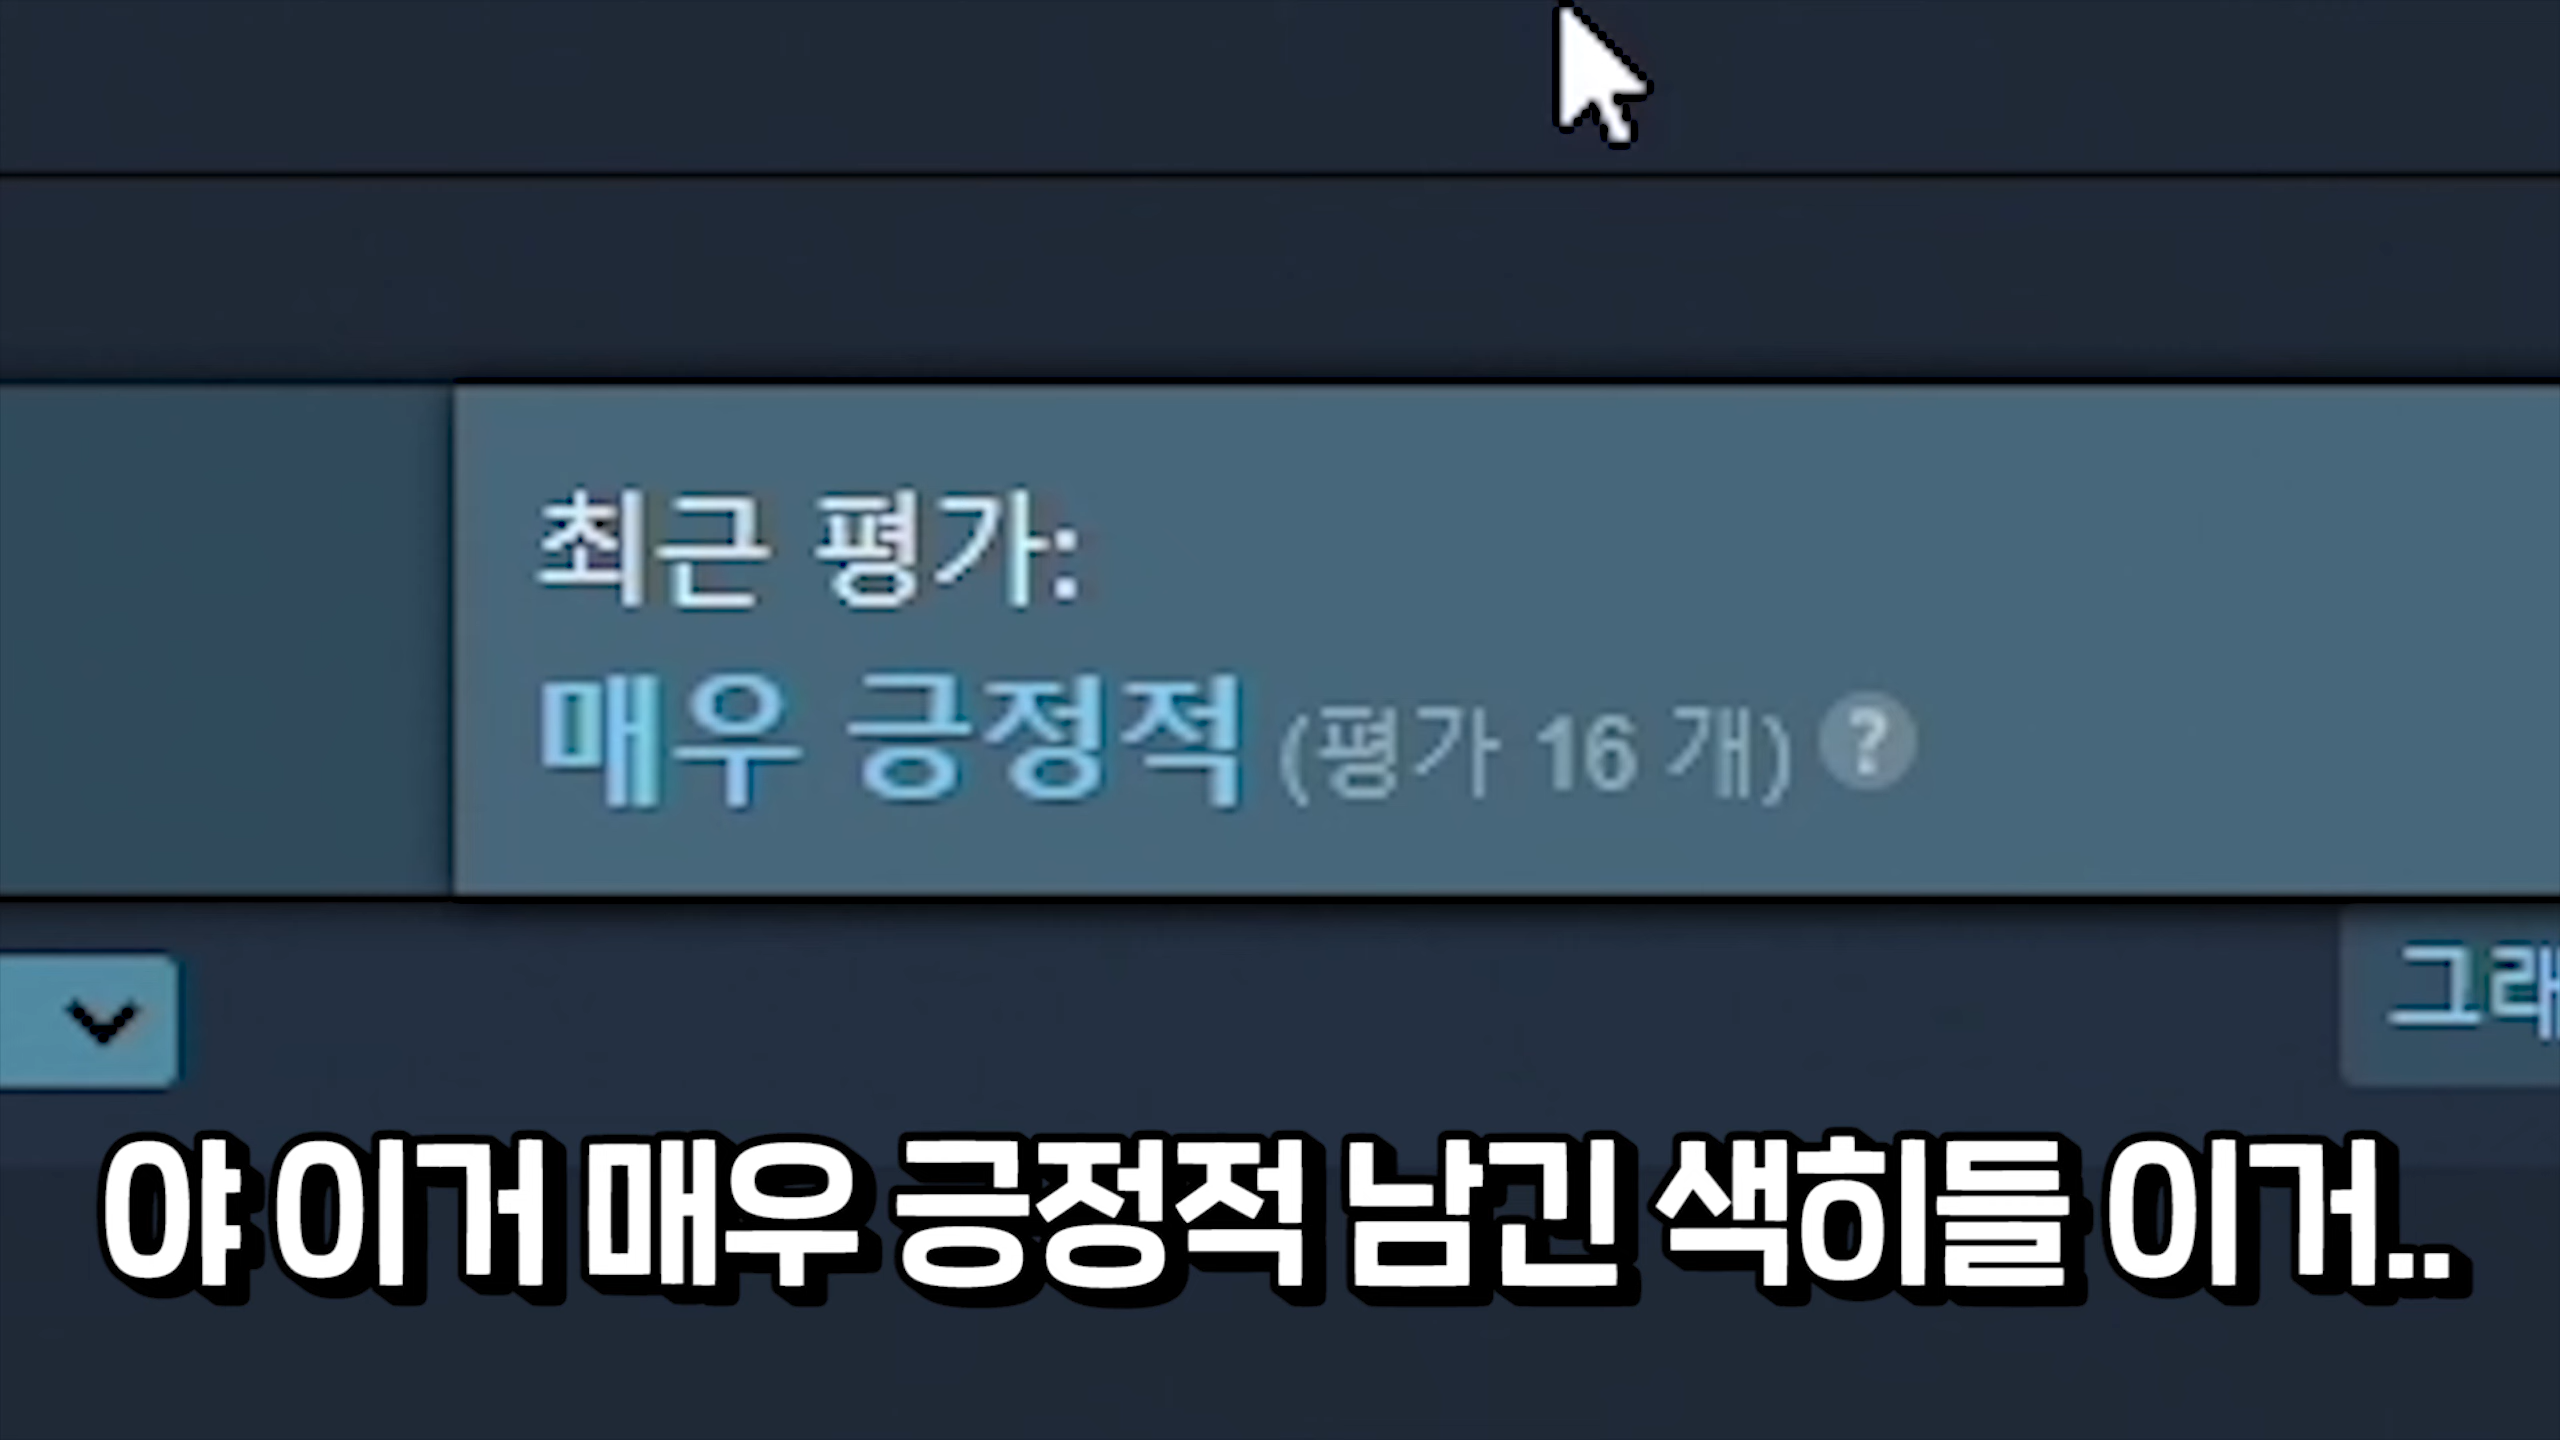 최근 평가:
매우 긍정적 (평가 16 개) ?
그래
야 이거 매우 긍정적 남긴 색히들 이거..